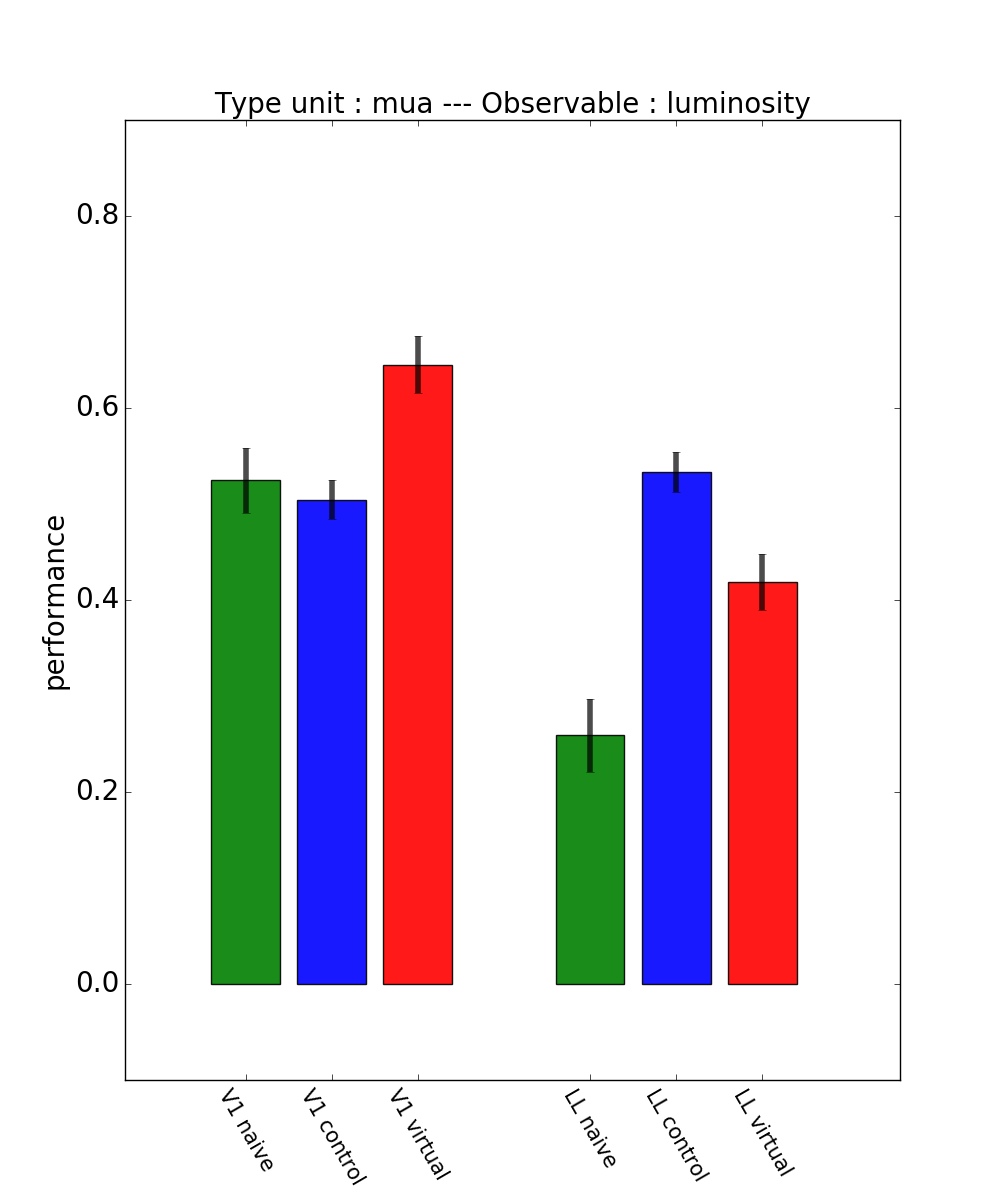 Type unit : mua --- Observable : luminosity
0.8
0.6
0.4
0.2
0.0
performance
V1 naive
V1 control
V1 virtual
LL naive
LL control
LL virtual